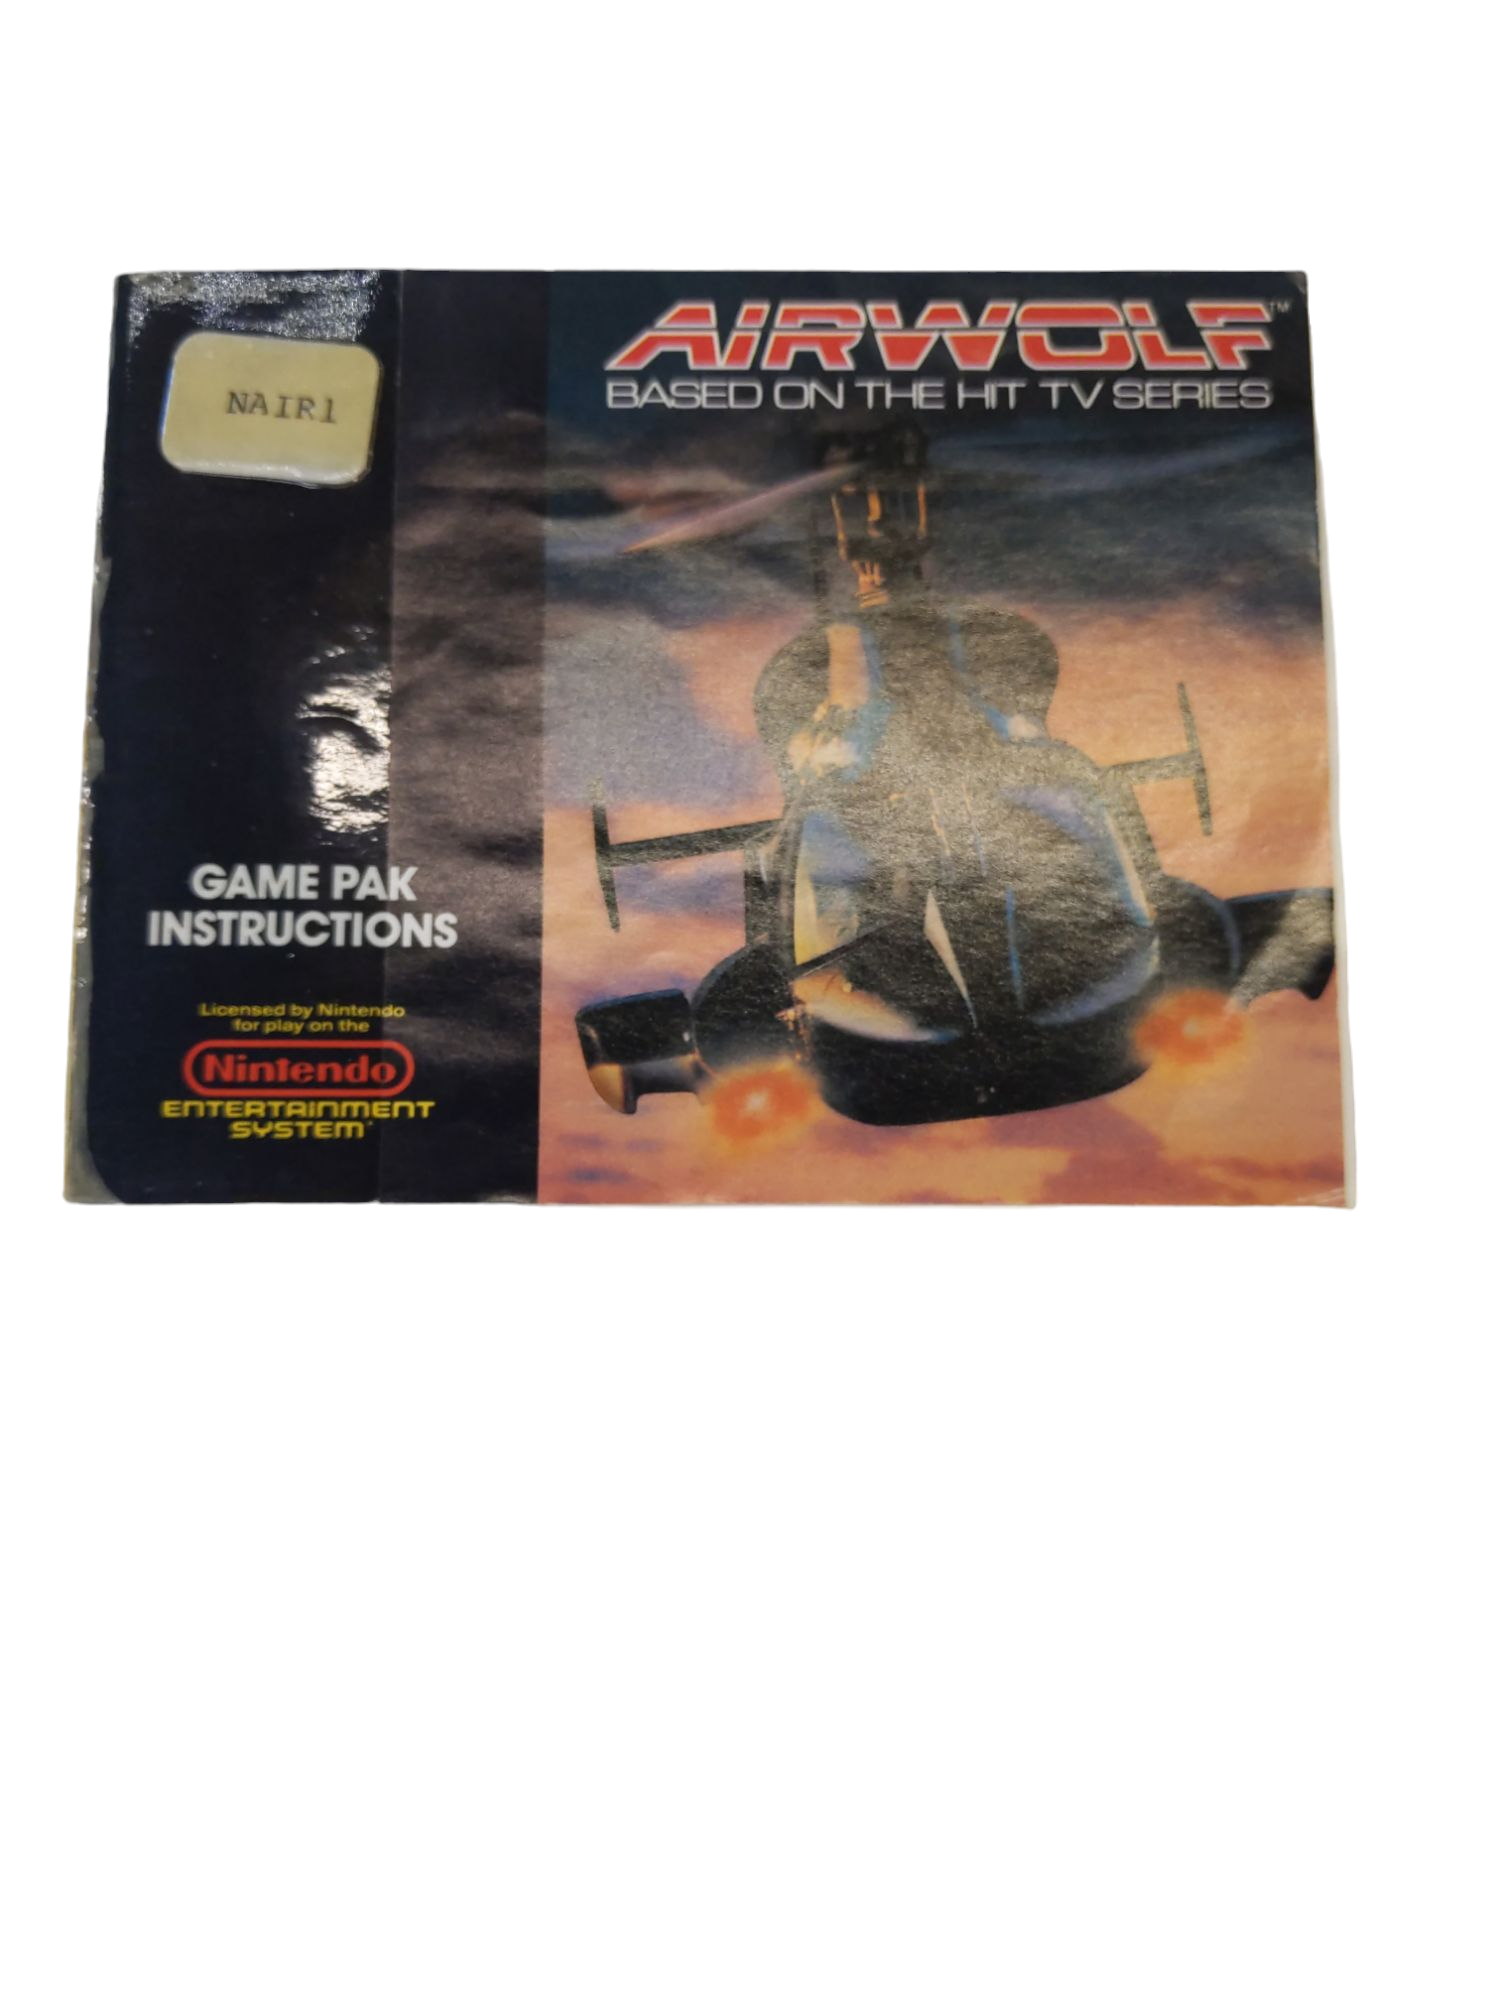 NAIR1
AIRWOLF™
BASED ON THE HIT TV SERIES
GAME PAK
INSTRUCTIONS
Licensed by Nintendo
for play on the
Nintendo
ENTERTAINMENT
SYSTEM